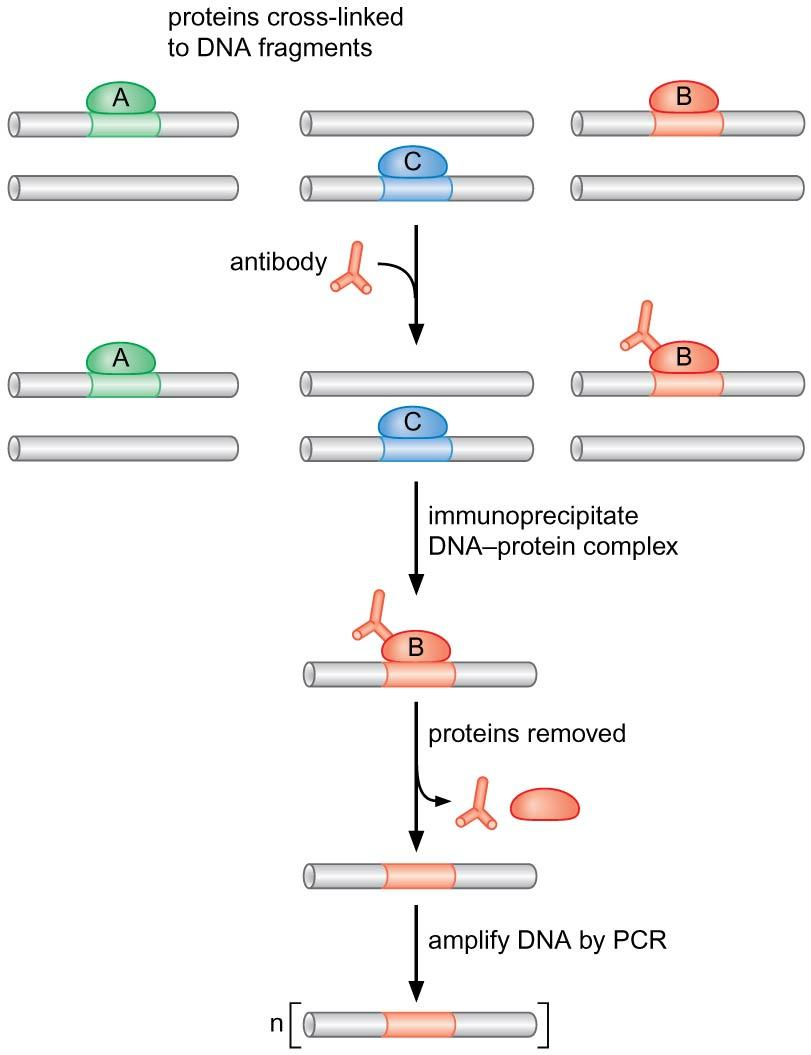 proteins cross-linked
to DNA fragments
A
B
C
antibody
A
B
C
immunoprecipitate
DNA–protein complex
B
proteins removed
amplify DNA by PCR
n